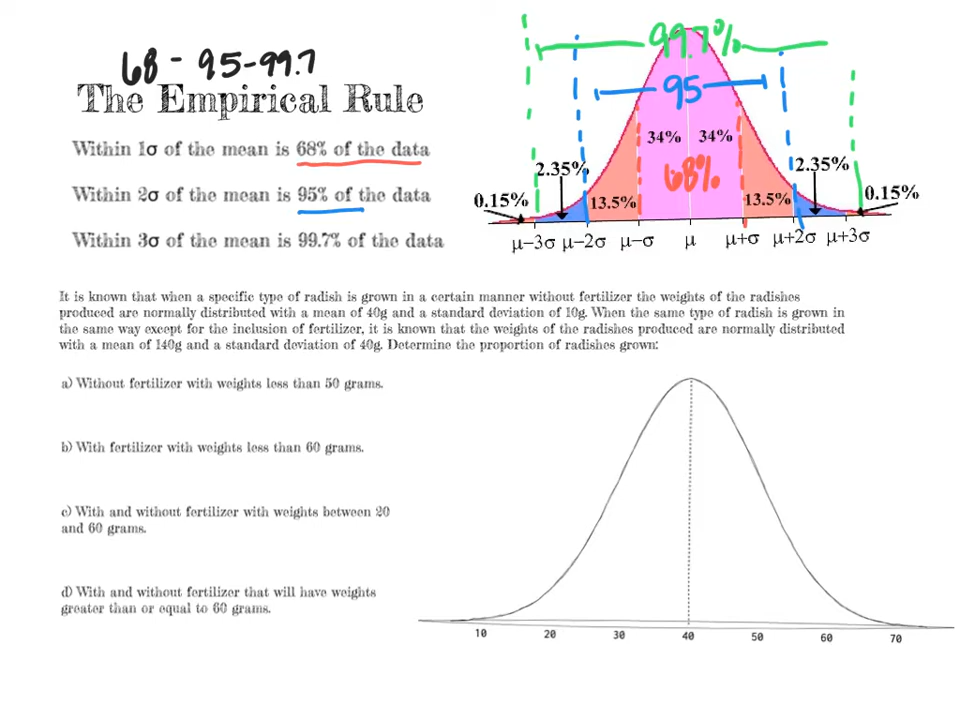 68 - 95-99.7
The Empirical Rule
Within 1σ of the mean is 68% of the data
Within 2σ of the mean is 95% of the data
Within 3σ of the mean is 99.7% of the data
99.7%
95
34% 34%
68%
2.35% 2.35%
0.15% 13.5% 13.5% 0.15%
μ−3σ μ−2σ μ−σ μ μ+σ μ+2σ μ+3σ
It is known that when a specific type of radish is grown in a certain manner without fertilizer the weights of the radishes
produced are normally distributed with a mean of 40g and a standard deviation of 10g. When the same type of radish is grown in
the same way except for the inclusion of fertilizer, it is known that the weights of the radishes produced are normally distributed
with a mean of 140g and a standard deviation of 40g. Determine the proportion of radishes grown:
a) Without fertilizer with weights less than 50 grams.
b) With fertilizer with weights less than 60 grams.
c) With and without fertilizer with weights between 20
and 60 grams.
d) With and without fertilizer that will have weights
greater than or equal to 60 grams.
10 20 30 40 50 60 70